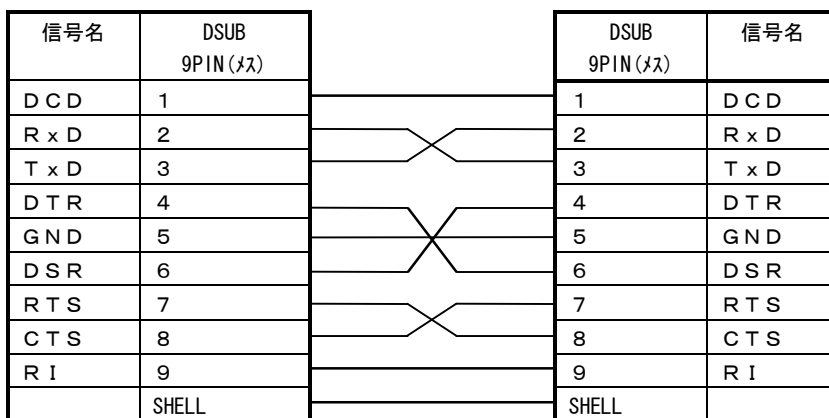 信号名 DSUB 9PIN(ﾒｽ) DSUB 9PIN(ﾒｽ) 信号名
ＤＣＤ 1 1 ＤＣＤ
ＲｘＤ 2 2 ＲｘＤ
ＴｘＤ 3 3 ＴｘＤ
ＤＴＲ 4 4 ＤＴＲ
ＧＮＤ 5 5 ＧＮＤ
ＤＳＲ 6 6 ＤＳＲ
ＲＴＳ 7 7 ＲＴＳ
ＣＴＳ 8 8 ＣＴＳ
ＲＩ 9 9 ＲＩ
SHELL SHELL